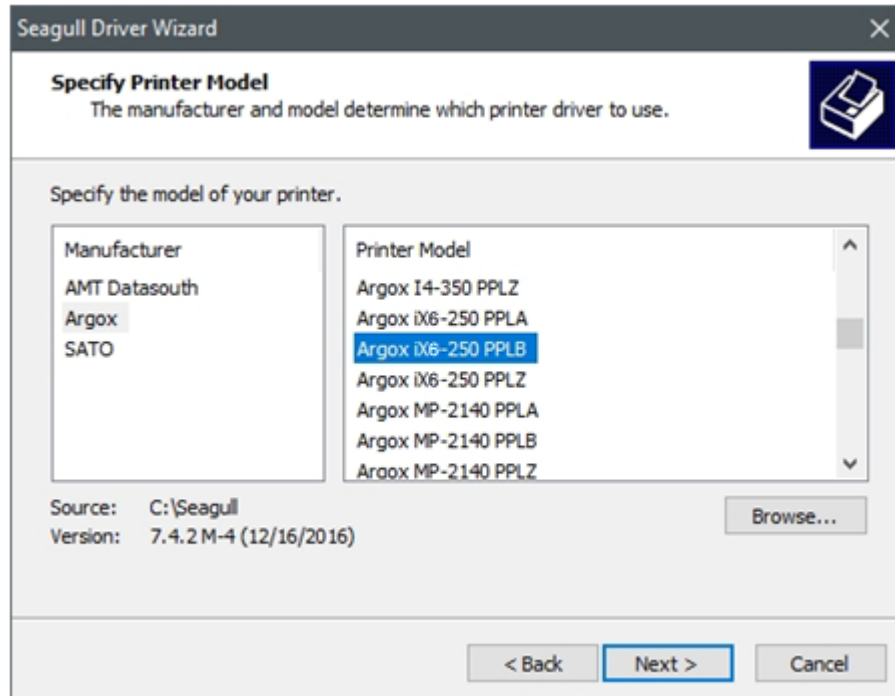 Seagull Driver Wizard
Specify Printer Model
The manufacturer and model determine which printer driver to use.
Specify the model of your printer.
Manufacturer
AMT Datasouth
Argox
SATO
Printer Model
Argox I4-350 PPLZ
Argox iX6-250 PPLA
Argox iX6-250 PPLB
Argox iX6-250 PPLZ
Argox MP-2140 PPLA
Argox MP-2140 PPLB
Argox MP-2140 PPLZ
Source: C:\Seagull
Version: 7.4.2 M-4 (12/16/2016)
Browse...
< Back Next > Cancel